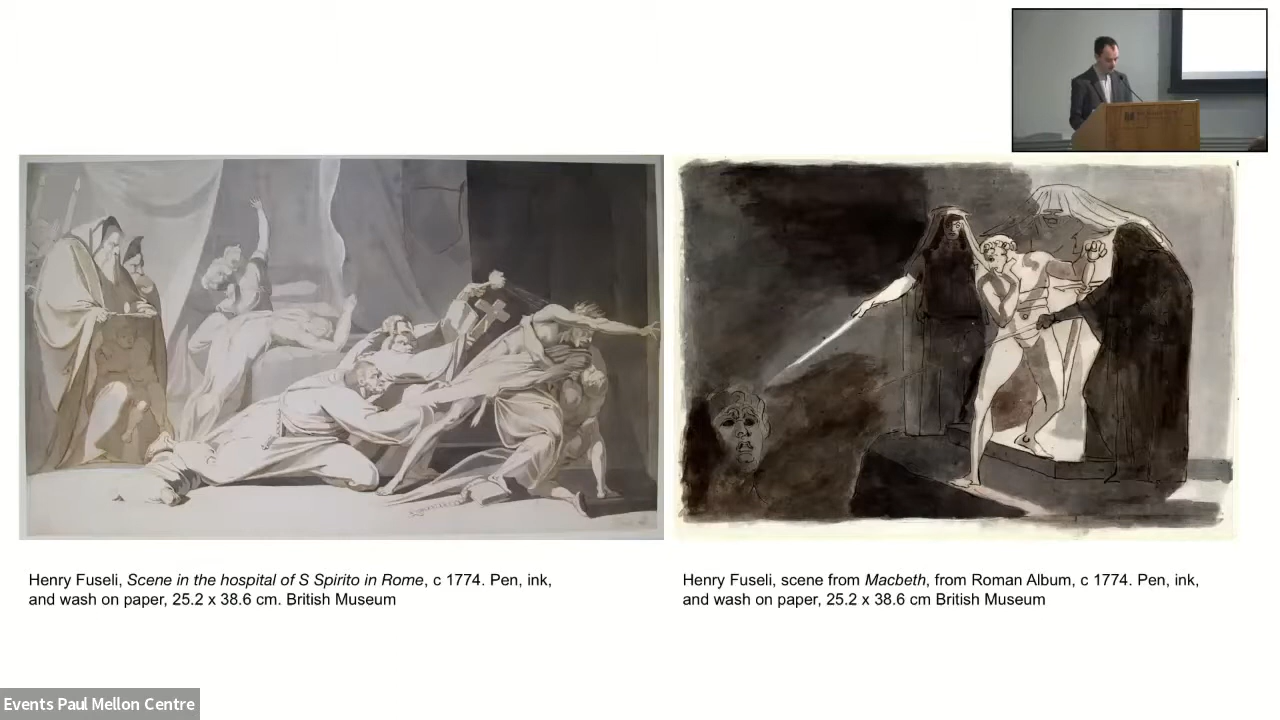 Henry Fuseli, Scene in the hospital of S Spirito in Rome, c 1774. Pen, ink,
and wash on paper, 25.2 x 38.6 cm. British Museum
Henry Fuseli, scene from Macbeth, from Roman Album, c 1774. Pen, ink,
and wash on paper, 25.2 x 38.6 cm British Museum
Events Paul Mellon Centre